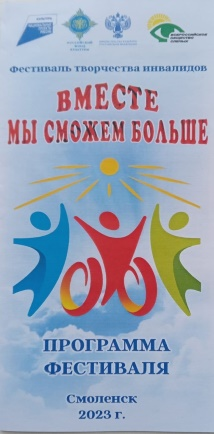 Фестиваль творчества инвалидов
ВМЕСТЕ
МЫ СМОЖЕМ БОЛЬШЕ
ПРОГРАММА
ФЕСТИВАЛЯ
Смоленск
2023 г.